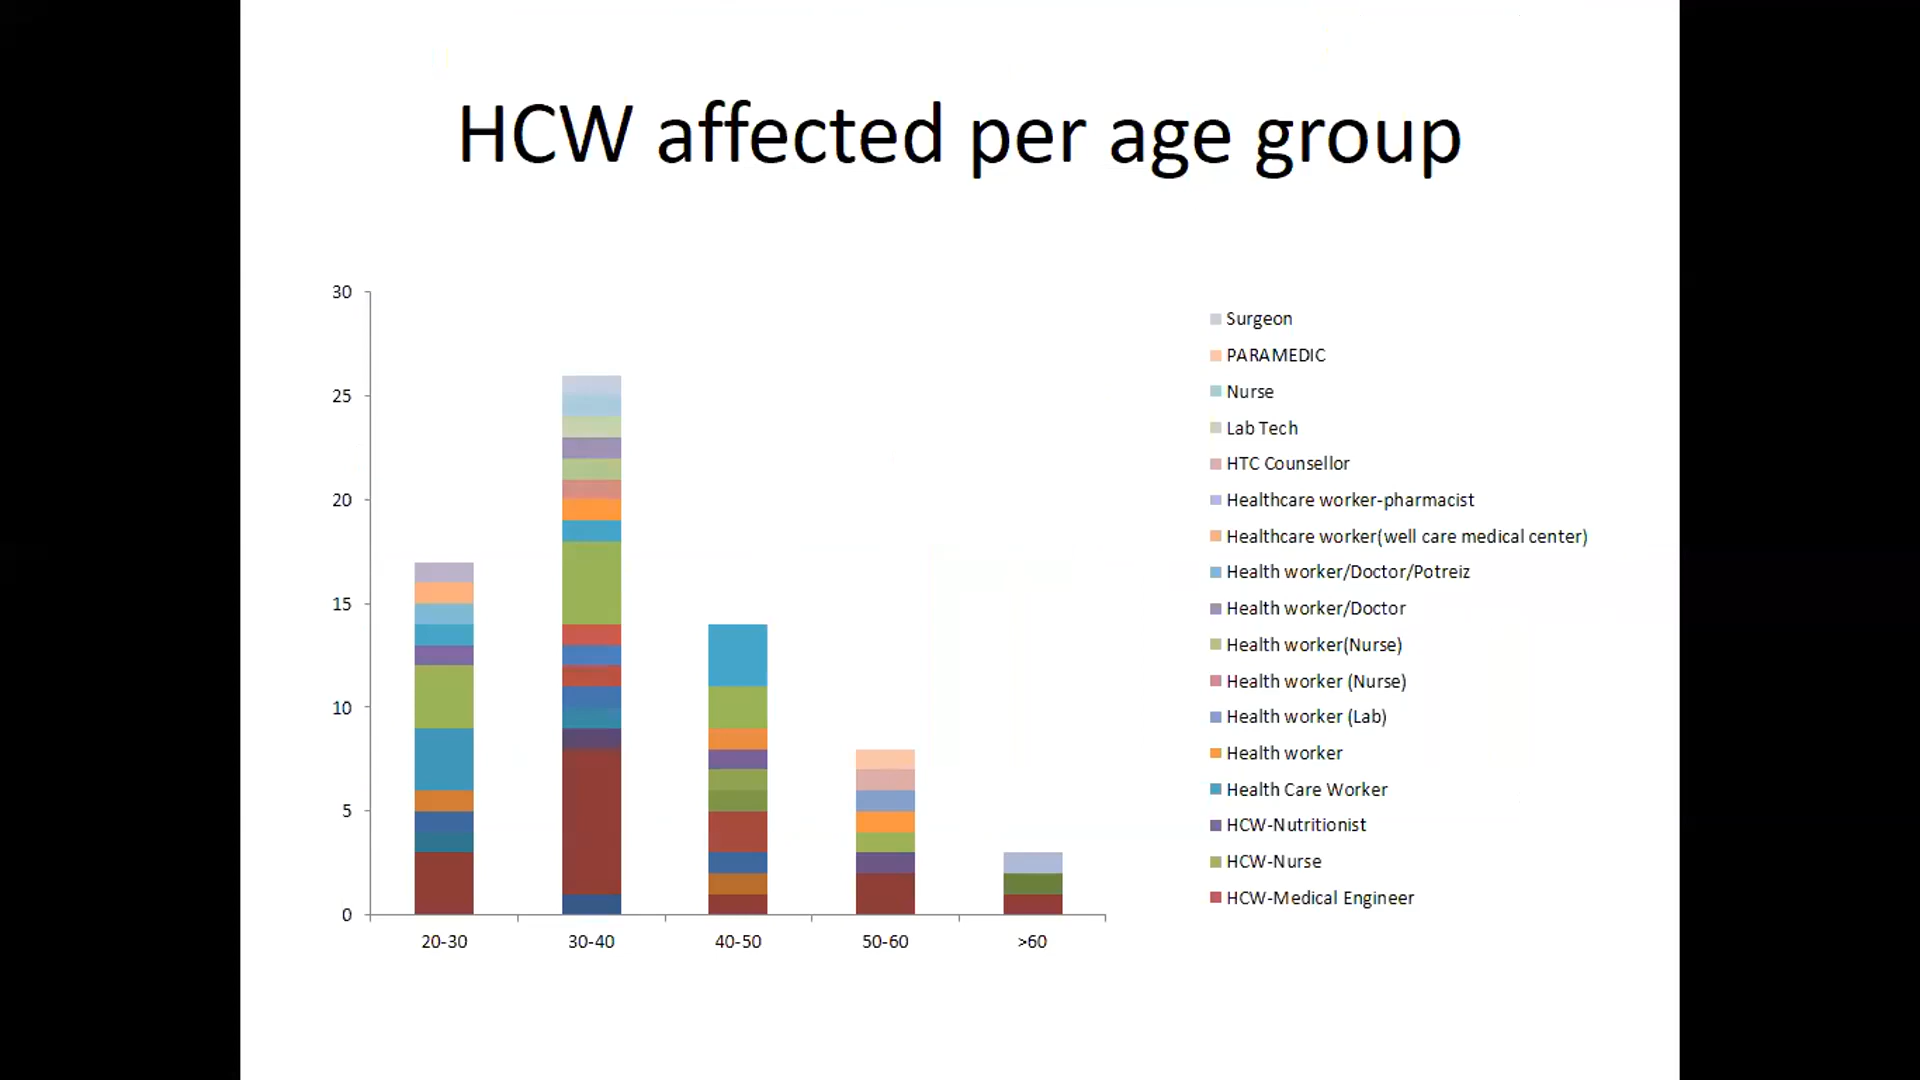 HCW affected per age group
30
25
20
15
10
5
0
20-30 30-40 40-50 50-60 >60
Surgeon
PARAMEDIC
Nurse
Lab Tech
HTC Counsellor
Healthcare worker-pharmacist
Healthcare worker(well care medical center)
Health worker/Doctor/Potreiz
Health worker/Doctor
Health worker(Nurse)
Health worker (Nurse)
Health worker (Lab)
Health worker
Health Care Worker
HCW-Nutritionist
HCW-Nurse
HCW-Medical Engineer